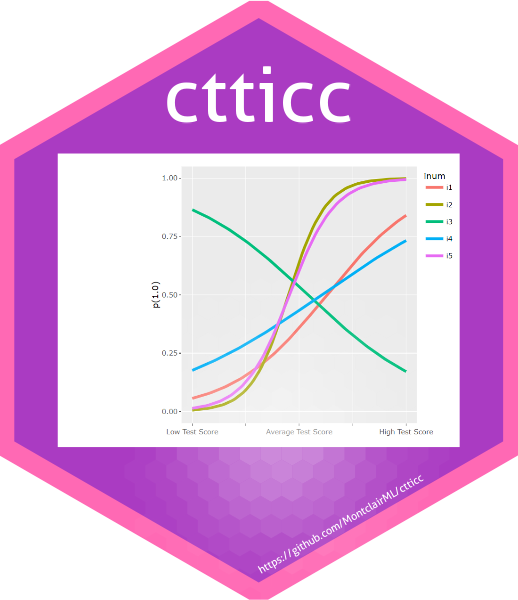 ctticc
1.00
0.75
0.50
0.25
0.00
p(1.0)
Low Test Score
Average Test Score
High Test Score
inum
i1
i2
i3
i4
i5
https://github.com/MontclairML/ctticc